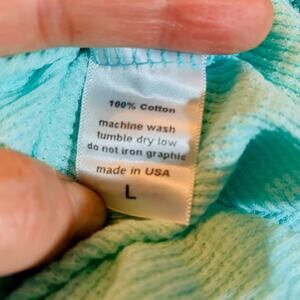 100% Cotton
machine wash
tumble dry low
do not iron graphic
made in USA
L